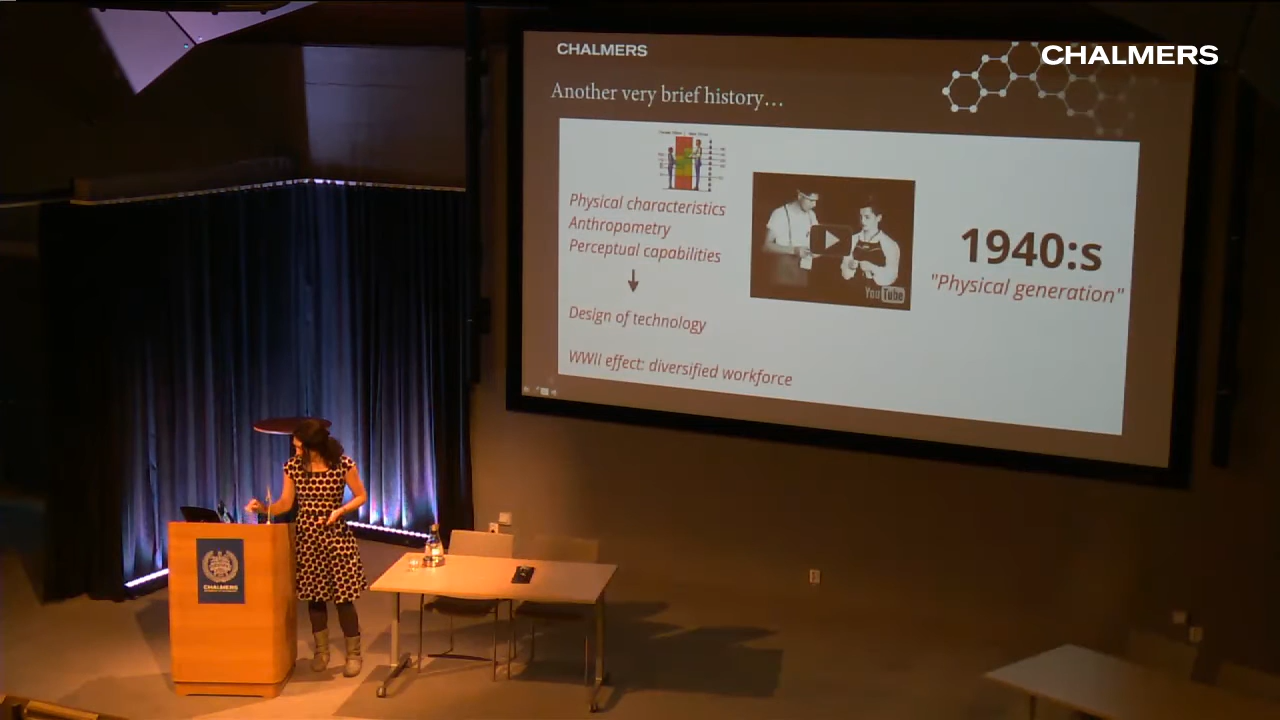 CHALMERS
CHALMERS
Another very brief history...
Physical characteristics
Anthropometry
Perceptual capabilities
Design of technology
WWII effect: diversified workforce
YouTube
1940:s
"Physical generation"
CHALMERS